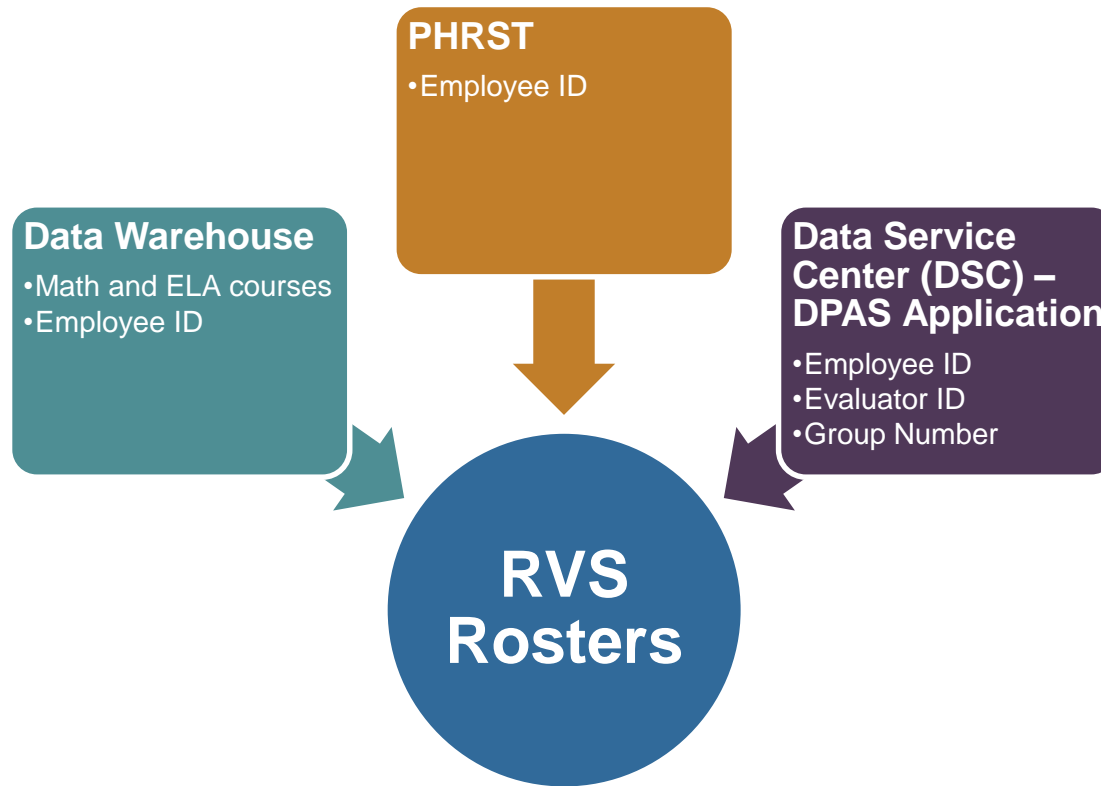 PHRST
•Employee ID
Data Warehouse
•Math and ELA courses
•Employee ID
Data Service
Center (DSC) –
DPAS Application
•Employee ID
•Evaluator ID
•Group Number
RVS
Rosters